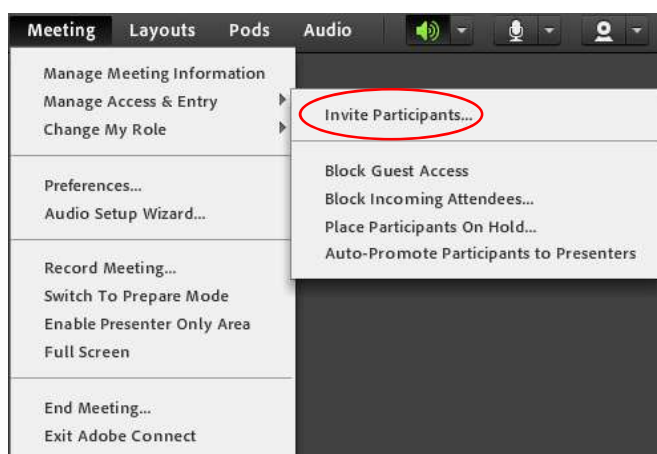 Meeting Layouts Pods Audio
Manage Meeting Information
Manage Access & Entry
Change My Role
Invite Participants...
Block Guest Access
Block Incoming Attendees...
Place Participants On Hold...
Auto-Promote Participants to Presenters
Preferences...
Audio Setup Wizard...
Record Meeting...
Switch To Prepare Mode
Enable Presenter Only Area
Full Screen
End Meeting...
Exit Adobe Connect